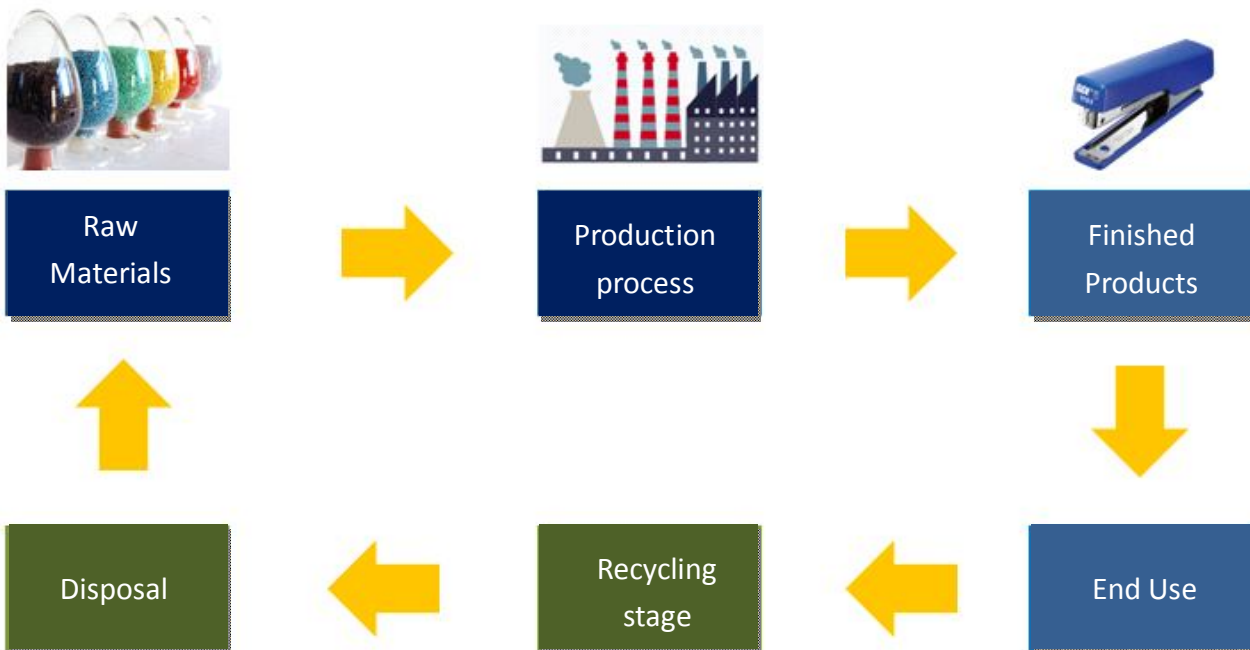 Raw
Materials
Production
process
Finished
Products
Disposal
Recycling
stage
End Use